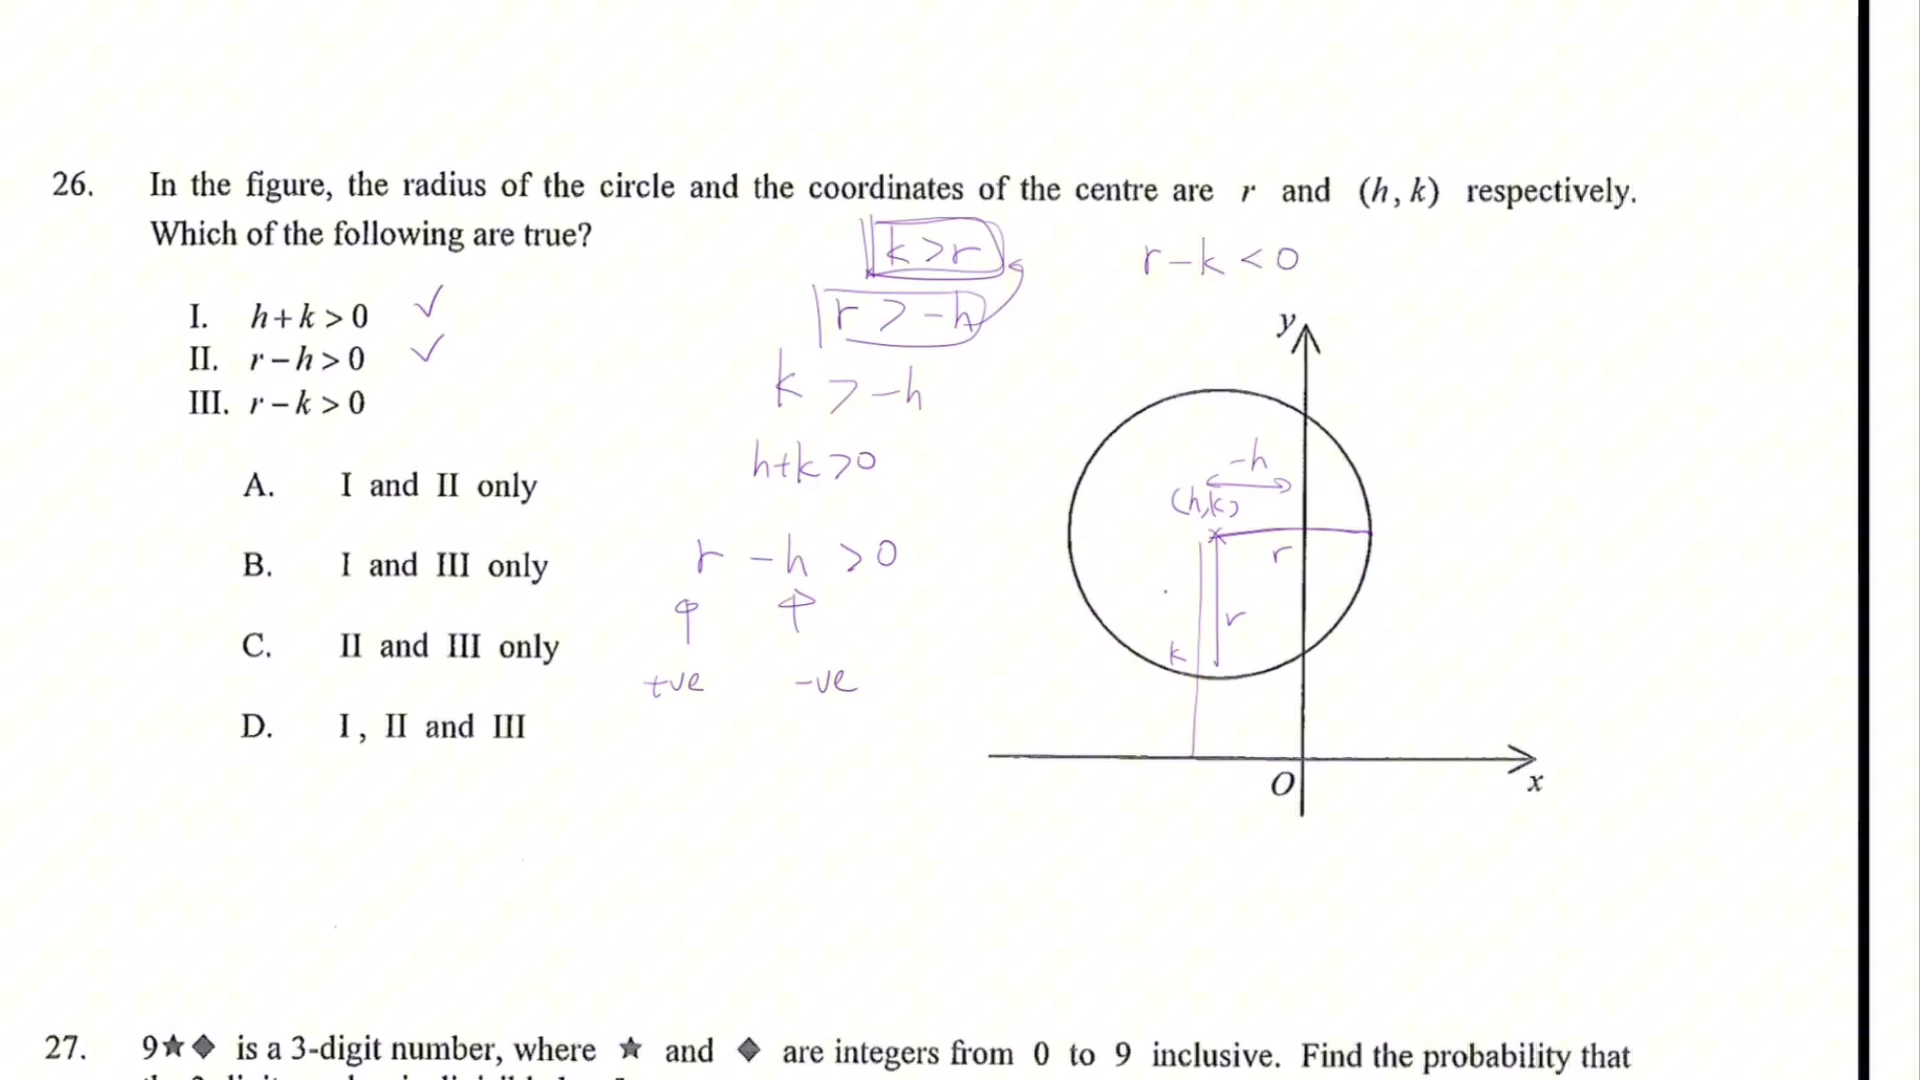 26. In the figure, the radius of the circle and the coordinates of the centre are r and (h, k) respectively.
Which of the following are true?
k > r
r - k < 0
I. h + k > 0 ✓
r > -h
II. r - h > 0 ✓
k > -h
III. r - k > 0
h+k>0
A. I and II only
B. I and III only
r - h > 0
+ve -ve
C. II and III only
D. I, II and III
y
-h
(h,k)
r
r
k
O
x
27. 9★◆ is a 3-digit number, where ★ and ◆ are integers from 0 to 9 inclusive. Find the probability that